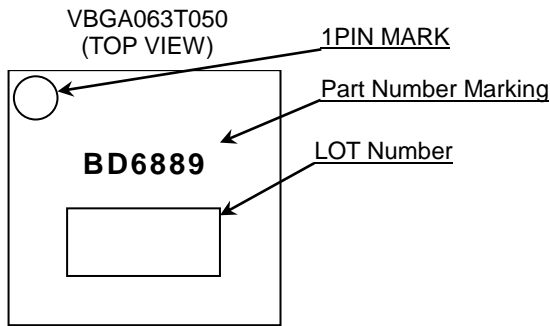 VBGA063T050
(TOP VIEW)
1PIN MARK
Part Number Marking
BD6889
LOT Number